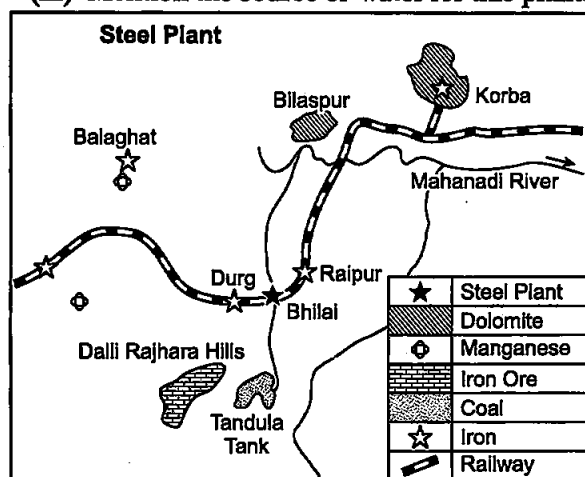 Steel Plant
Bilaspur
Korba
Balaghat
Mahanadi River
Durg
Raipur
Bhilai
Dalli Rajhara Hills
Tandula
Tank
Steel Plant
Dolomite
Manganese
Iron Ore
Coal
Iron
Railway